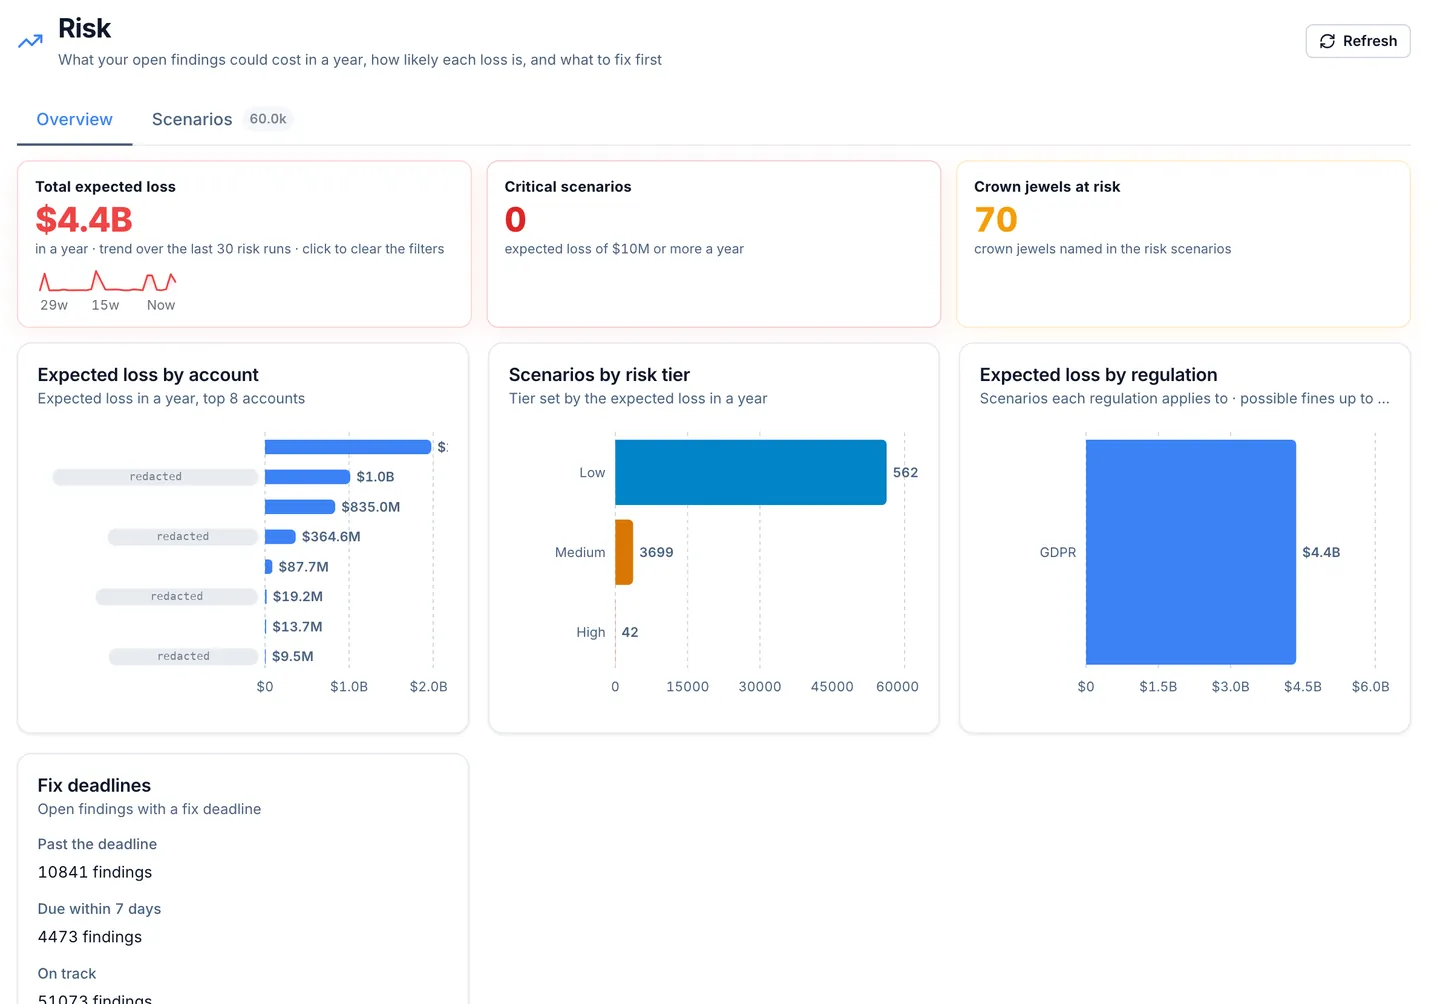 Risk
What your open findings could cost in a year, how likely each loss is, and what to fix first
Refresh
Overview
Scenarios 60.0k
Total expected loss
$4.4B
in a year · trend over the last 30 risk runs · click to clear the filters
29w 15w Now
Critical scenarios
0
expected loss of $10M or more a year
Crown jewels at risk
70
crown jewels named in the risk scenarios
Expected loss by account
Expected loss in a year, top 8 accounts
redacted $1.0B
$835.0M
redacted $364.6M
$87.7M
redacted $19.2M
$13.7M
redacted $9.5M
$0 $1.0B $2.0B
Scenarios by risk tier
Tier set by the expected loss in a year
Low 562
Medium 3699
High 42
0 15000 30000 45000 60000
Expected loss by regulation
Scenarios each regulation applies to · possible fines up to ...
GDPR $4.4B
$0 $1.5B $3.0B $4.5B $6.0B
Fix deadlines
Open findings with a fix deadline
Past the deadline
10841 findings
Due within 7 days
4473 findings
On track
51073 findings